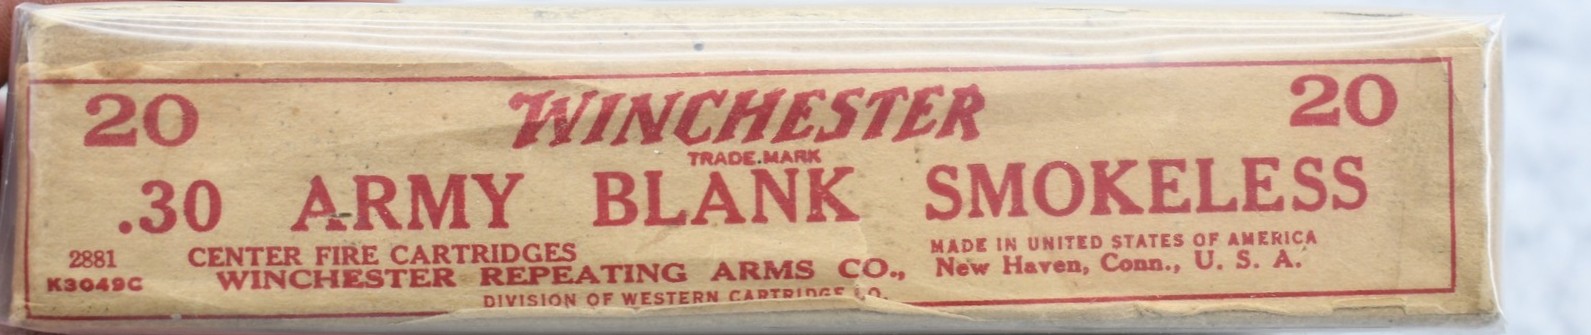 20 WINCHESTER 20
TRADE MARK
.30 ARMY BLANK SMOKELESS
2881 CENTER FIRE CARTRIDGES MADE IN UNITED STATES OF AMERICA
K3049C WINCHESTER REPEATING ARMS CO., New Haven, Conn., U. S. A.
DIVISION OF WESTERN CARTRIDGE CO.